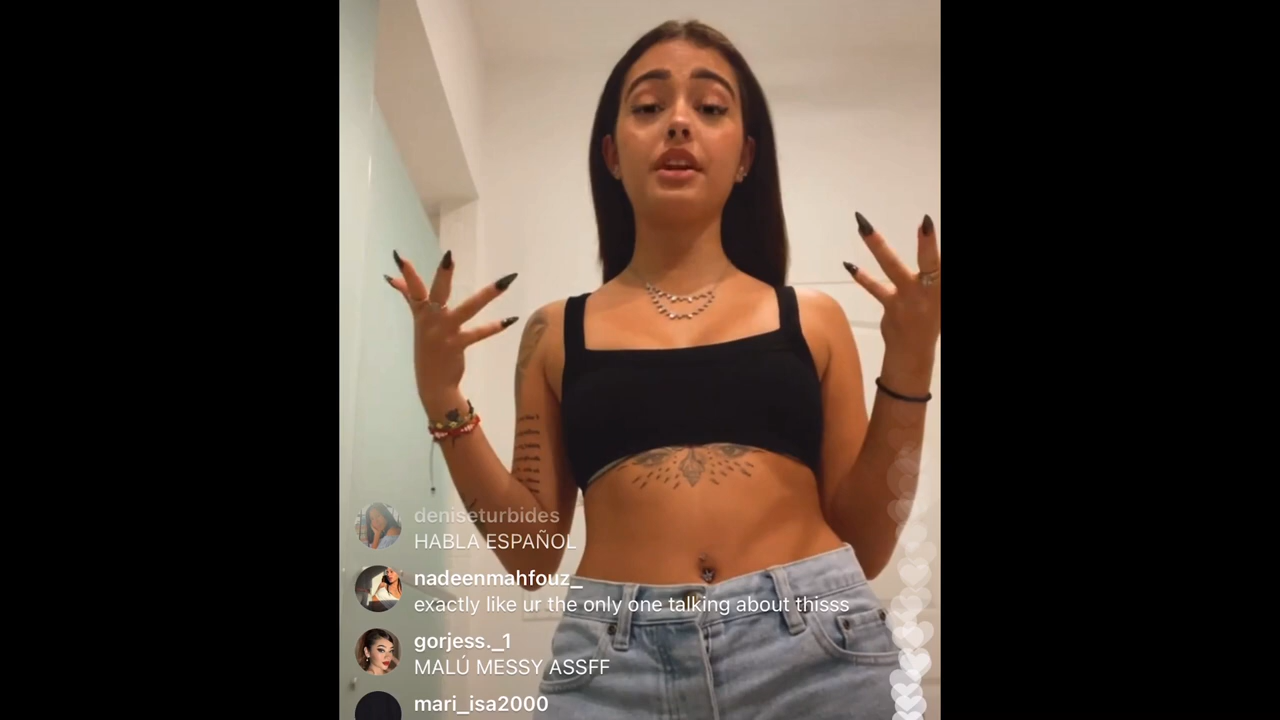 deniseturbides
HABLA ESPAÑOL
nadeenmahfouz_
exactly like ur the only one talking about thisss
gorjess._1
MALÚ MESSY ASSFF
mari_isa2000